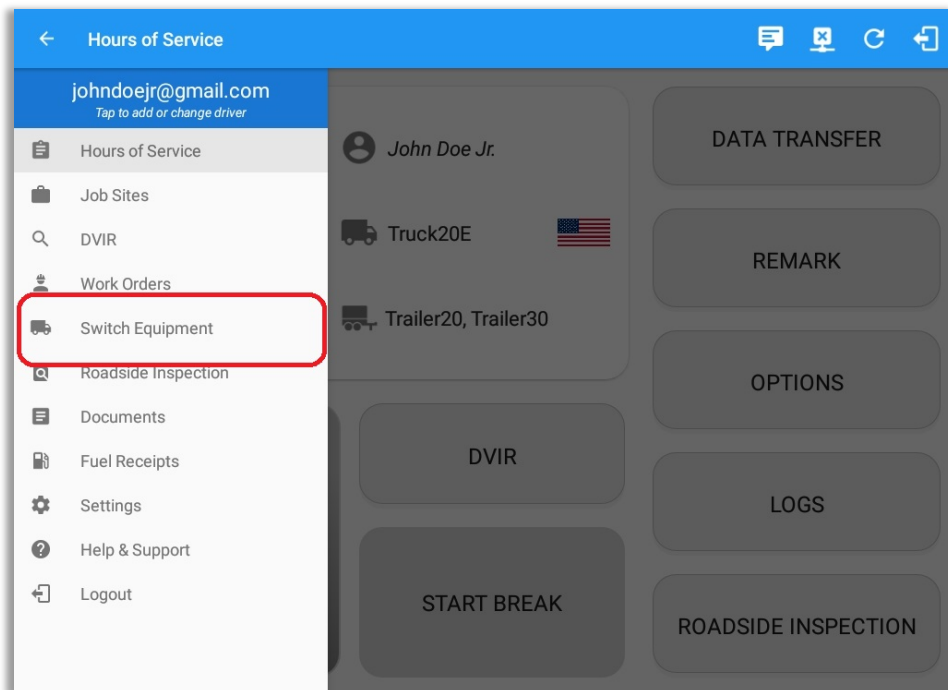 Hours of Service
johndoejr@gmail.com
Tap to add or change driver
Hours of Service
Job Sites
DVIR
Work Orders
Switch Equipment
Roadside Inspection
Documents
Fuel Receipts
Settings
Help & Support
Logout
John Doe Jr.
Truck20E
Trailer20, Trailer30
DVIR
START BREAK
DATA TRANSFER
REMARK
OPTIONS
LOGS
ROADSIDE INSPECTION